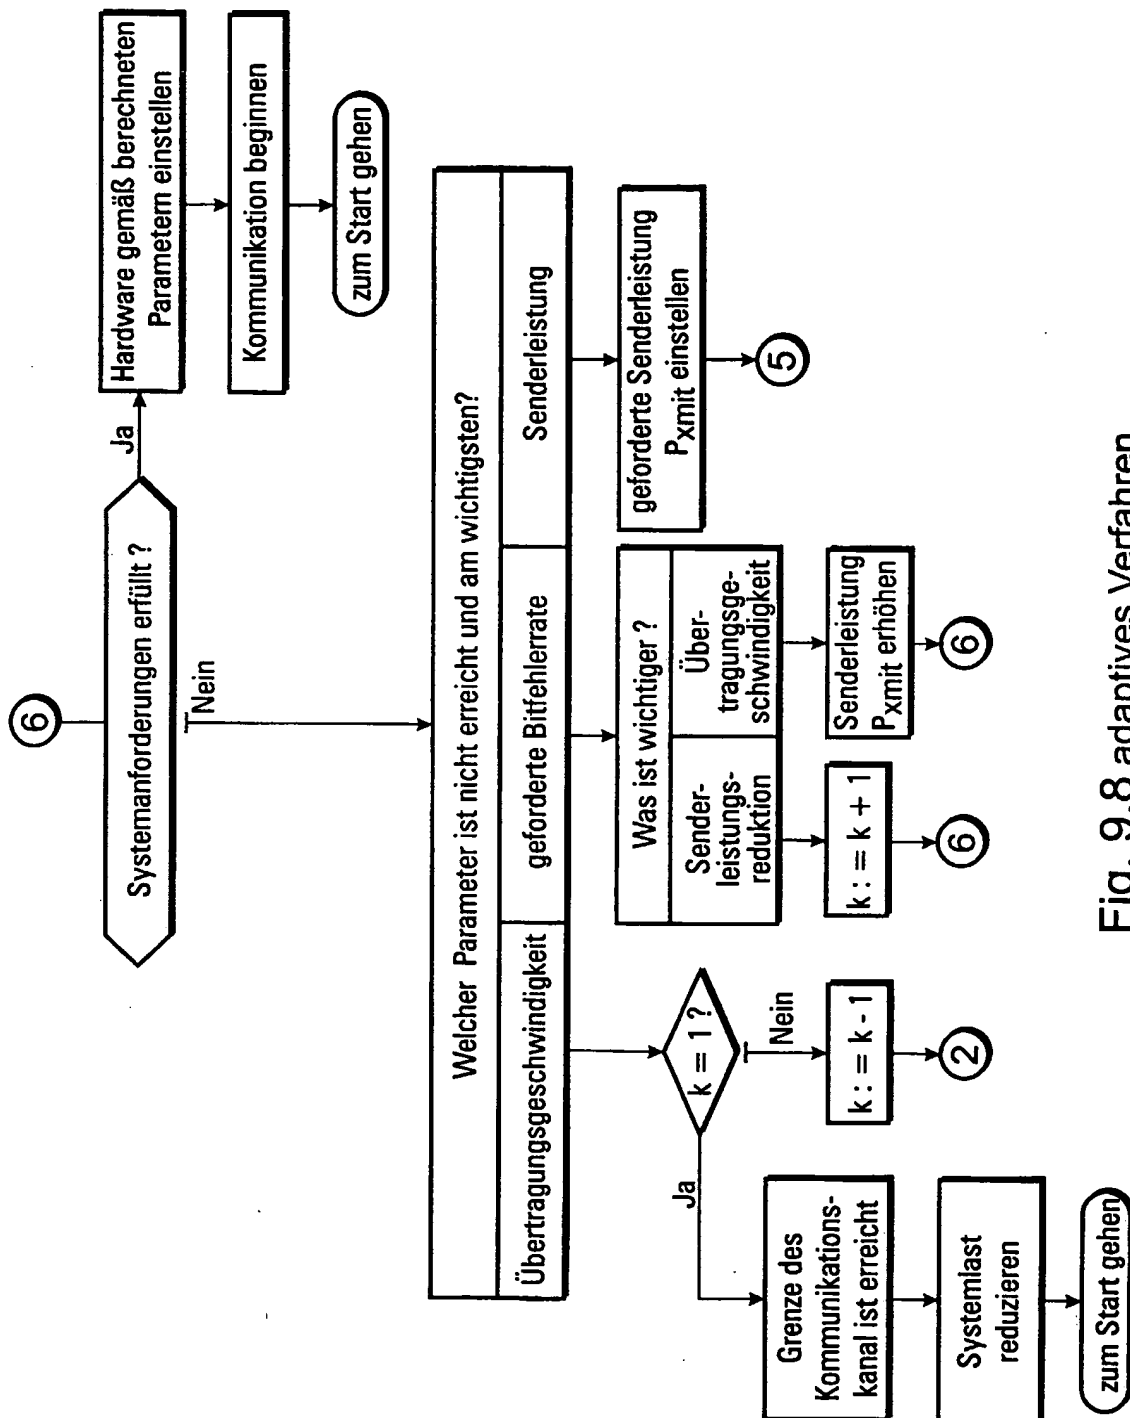 6
Systemanforderungen erfüllt ?
Ja
Hardware gemäß berechneten
Parametern einstellen
Kommunikation beginnen
zum Start gehen
Nein
Welcher Parameter ist nicht erreicht und am wichtigsten?
Übertragungsgeschwindigkeit
geforderte Bitfehlerrate
Senderleistung
k = 1 ?
Ja
Grenze des
Kommunikations-
kanal ist erreicht
Systemlast
reduzieren
zum Start gehen
Nein
k : = k - 1
2
Was ist wichtiger ?
Sender-
leistungs-
reduktion
k : = k + 1
6
Über-
tragungsge-
schwindigkeit
Senderleistung
Pxmit erhöhen
6
geforderte Senderleistung
Pxmit einstellen
5
Fig. 9.8 adaptives Verfahren